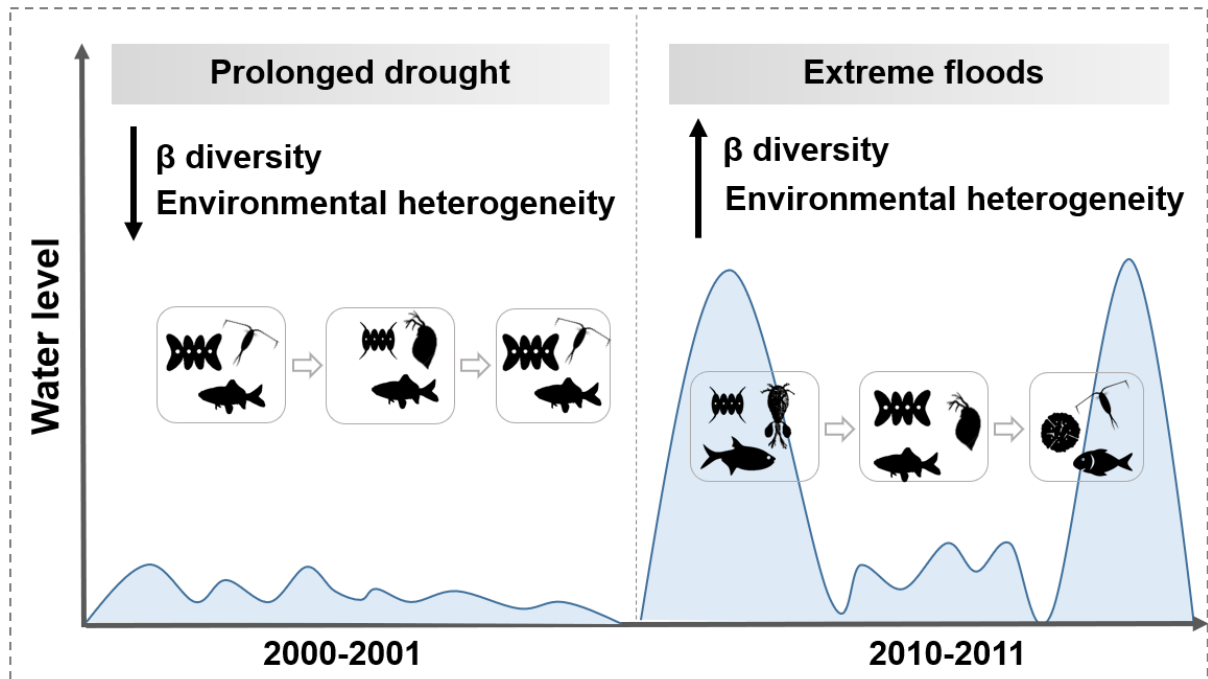 Prolonged drought
β diversity
Environmental heterogeneity
Extreme floods
β diversity
Environmental heterogeneity
Water level
2000-2001
2010-2011